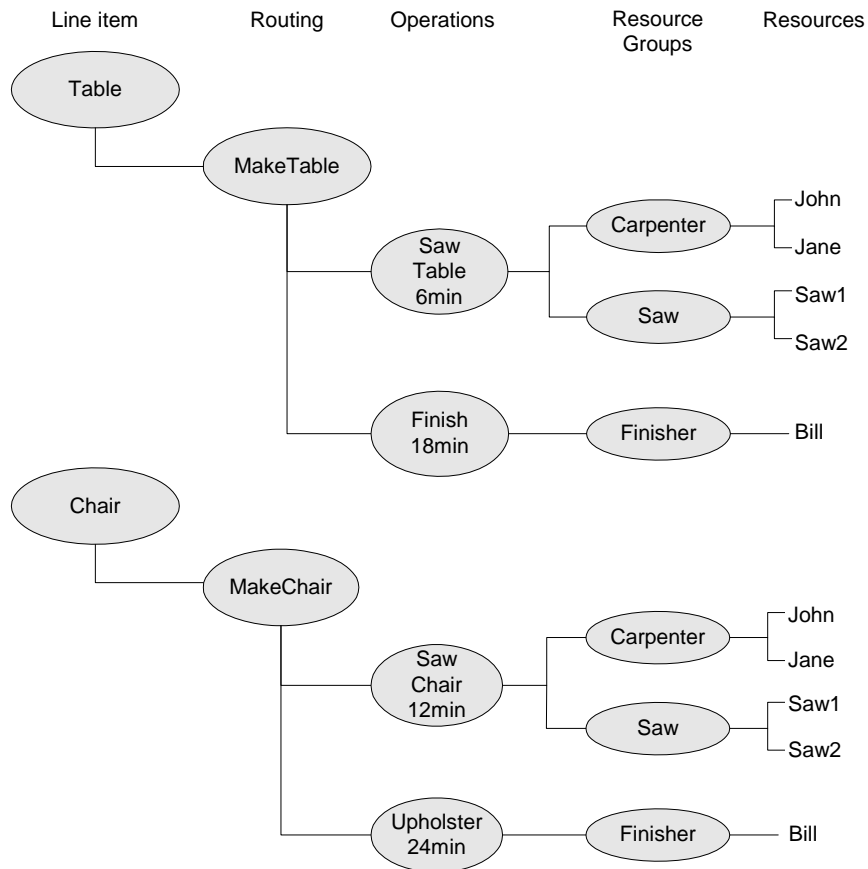 Line item Routing Operations Resource Groups Resources
Table
MakeTable
Saw
Table
6min
Carpenter
John
Jane
Saw
Saw1
Saw2
Finish
18min
Finisher
Bill
Chair
MakeChair
Saw
Chair
12min
Carpenter
John
Jane
Saw
Saw1
Saw2
Upholster
24min
Finisher
Bill